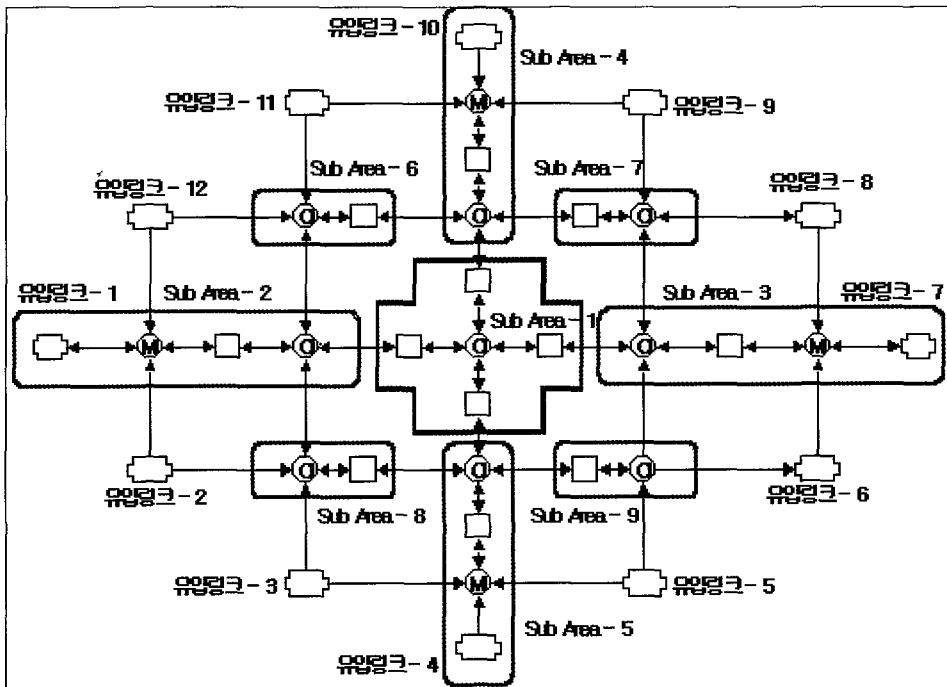 유입링크-10
Sub Area-4
유입링크-11
M
유입링크-9
Sub Area-6
Sub Area-7
유입링크-12
유입링크-8
O
O
O
유입링크-1
Sub Area-2
Sub Area-1
Sub Area-3
유입링크-7
M
O
O
O
M
유입링크-2
O
O
O
유입링크-6
Sub Area-8
Sub Area-9
유입링크-3
M
유입링크-5
Sub Area-5
유입링크-4